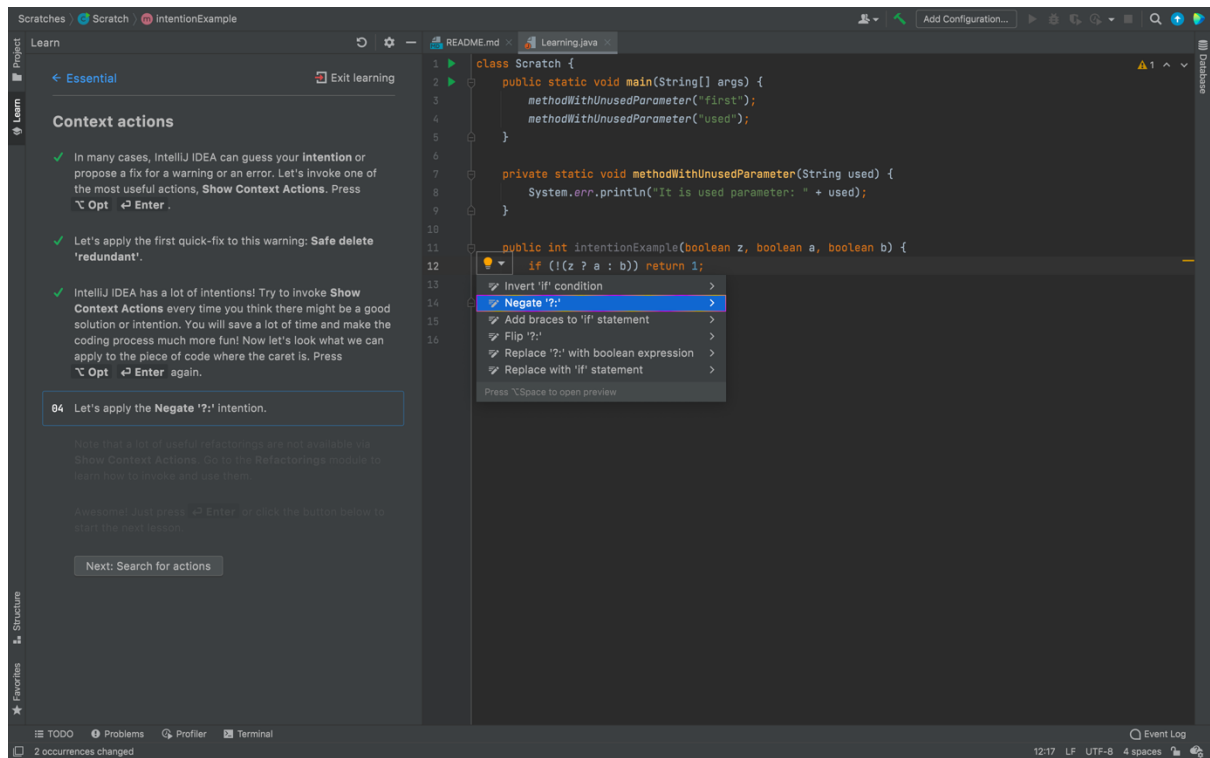 Scratches Scratch intentionExample
Add Configuration...
Project
Learn
Structure
Favorites
Learn
Essential
Exit learning
Context actions
In many cases, IntelliJ IDEA can guess your intention or
propose a fix for a warning or an error. Let's invoke one of
the most useful actions, Show Context Actions. Press
⌥ Opt ⏎ Enter .
Let's apply the first quick-fix to this warning: Safe delete
'redundant'.
IntelliJ IDEA has a lot of intentions! Try to invoke Show
Context Actions every time you think there might be a good
solution or intention. You will save a lot of time and make the
coding process much more fun! Now let's look what we can
apply to the piece of code where the caret is. Press
⌥ Opt ⏎ Enter again.
04 Let's apply the Negate '?:' intention.
Note that a lot of useful refactorings are not available via
Show Context Actions. Go to the Refactorings module to
learn how to invoke and use them.
Awesome! Just press ⏎ Enter or click the button below to
start the next lesson:
Next: Search for actions
README.md Learning.java
1 class Scratch {
2 public static void main(String[] args) {
3 methodWithUnusedParameter("first");
4 methodWithUnusedParameter("used");
5 }
6
7 private static void methodWithUnusedParameter(String used) {
8 System.err.println("It is used parameter: " + used);
9 }
10
11 public int intentionExample(boolean z, boolean a, boolean b) {
12 if (!(z ? a : b)) return 1;
13
14
15
16
Invert 'if' condition
Negate '?:'
Add braces to 'if' statement
Flip '?:'
Replace '?:' with boolean expression
Replace with 'if' statement
Press ⌥Space to open preview
1
Database
TODO Problems Profiler Terminal
Event Log
2 occurrences changed
12:17 LF UTF-8 4 spaces